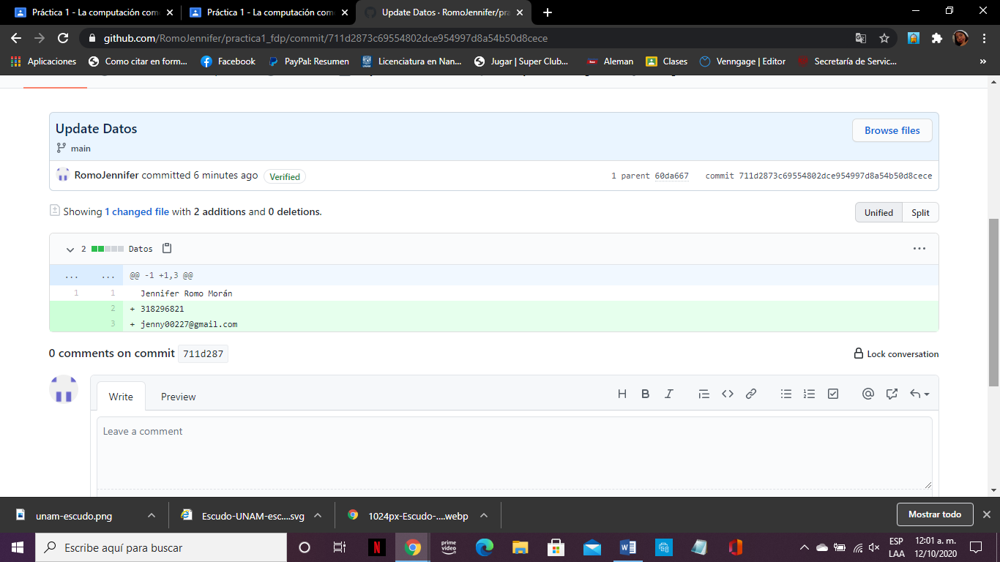 Práctica 1 - La computación com
Práctica 1 - La computación com
Update Datos · RomoJennifer/pra
github.com/RomoJennifer/practica1_fdp/commit/711d2873c69554802dce954997d8a54b50d8cece
Aplicaciones
Como citar en form...
Facebook
PayPal: Resumen
Licenciatura en Nan...
Jugar | Super Club...
Aleman
Clases
Venngage | Editor
Secretaría de Servic...
»
Update Datos
Browse files
main
RomoJennifer committed 6 minutes ago Verified
1 parent 60da667 commit 711d2873c69554802dce954997d8a54b50d8cece
Showing 1 changed file with 2 additions and 0 deletions.
Unified Split
2 Datos
... ... @@ -1 +1,3 @@
1 1 Jennifer Romo Morán
2 + 318296821
3 + jenny00227@gmail.com
0 comments on commit 711d287
Lock conversation
Write Preview
Leave a comment
unam-escudo.png
Escudo-UNAM-esc....svg
1024px-Escudo-....webp
Mostrar todo
Escribe aquí para buscar
prime video
ESP
LAA
12:01 a. m.
12/10/2020